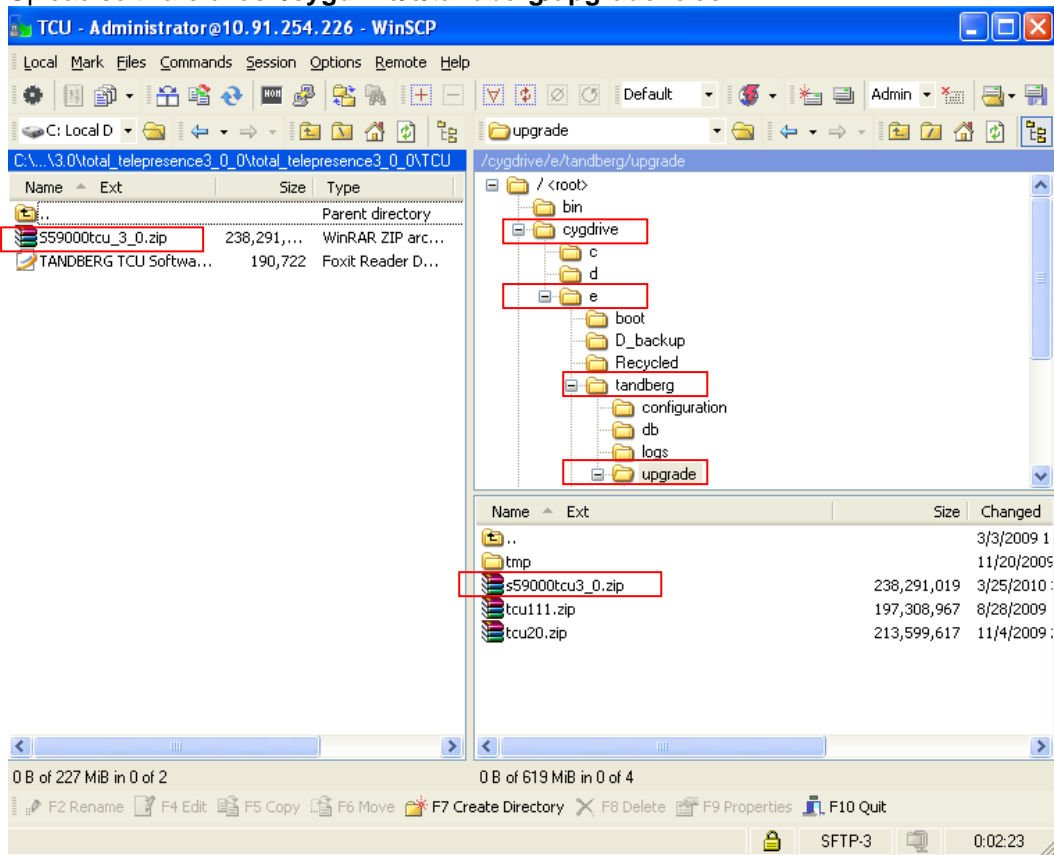 TCU - Administrator@10.91.254.226 - WinSCP
Local Mark Files Commands Session Options Remote Help
Default Admin
C: Local D upgrade
C:\...\3.0\total_telepresence3_0_0\total_telepresence3_0_0\TCU
/cygdrive/e/tandberg/upgrade
Name Ext Size Type
.. Parent directory
S59000tcu_3_0.zip 238,291,... WinRAR ZIP arc...
TANDBERG TCU Softwa... 190,722 Foxit Reader D...
/ <root>
bin
cygdrive
c
d
e
boot
D_backup
Recycled
tandberg
configuration
db
logs
upgrade
Name Ext Size Changed
.. 3/3/2009 1
tmp 11/20/2009
s59000tcu3_0.zip 238,291,019 3/25/2010
tcu111.zip 197,308,967 8/28/2009
tcu20.zip 213,599,617 11/4/2009
0 B of 227 MiB in 0 of 2
0 B of 619 MiB in 0 of 4
F2 Rename F4 Edit F5 Copy F6 Move F7 Create Directory F8 Delete F9 Properties F10 Quit
SFTP-3 0:02:23